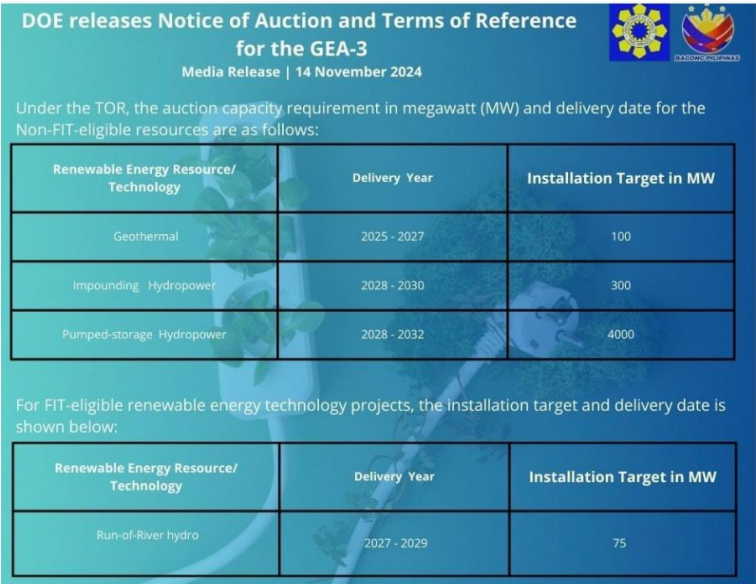 DOE releases Notice of Auction and Terms of Reference
for the GEA-3
Media Release | 14 November 2024
BAGONG PILIPINAS
Under the TOR, the auction capacity requirement in megawatt (MW) and delivery date for the
Non-FIT-eligible resources are as follows:
Renewable Energy Resource/
Technology
Delivery Year
Installation Target in MW
Geothermal
2025 - 2027
100
Impounding Hydropower
2028 - 2030
300
Pumped-storage Hydropower
2028 - 2032
4000
For FIT-eligible renewable energy technology projects, the installation target and delivery date is
shown below:
Renewable Energy Resource/
Technology
Delivery Year
Installation Target in MW
Run-of-River hydro
2027 - 2029
75